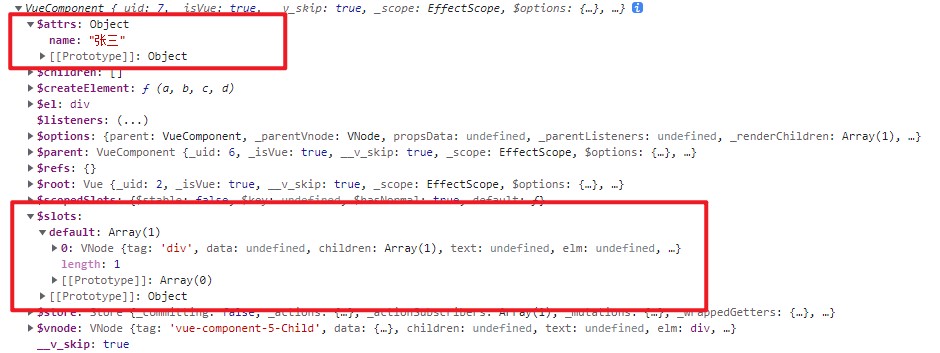 VueComponent {_uid: 7, _isVue: true, __v_skip: true, _scope: EffectScope, $options: {…}, …}
$attrs: Object
name: "张三"
[[Prototype]]: Object
$children: []
$createElement: ƒ (a, b, c, d)
$el: div
$listeners: (...)
$options: {parent: VueComponent, _parentVnode: VNode, propsData: undefined, _parentListeners: undefined, _renderChildren: Array(1), …}
$parent: VueComponent {_uid: 6, _isVue: true, __v_skip: true, _scope: EffectScope, $options: {…}, …}
$refs: {}
$root: Vue {_uid: 2, _isVue: true, __v_skip: true, _scope: EffectScope, $options: {…}, …}
$scopedSlots: {$stable: false, $key: undefined, $hasNormal: true, default: ƒ}
$slots:
default: Array(1)
0: VNode {tag: 'div', data: undefined, children: Array(1), text: undefined, elm: undefined, …}
length: 1
[[Prototype]]: Array(0)
[[Prototype]]: Object
$store: Store {_committing: false, _actions: {…}, _actionSubscribers: Array(1), _mutations: {…}, _wrappedGetters: {…}, …}
$vnode: VNode {tag: 'vue-component-5-Child', data: {…}, children: undefined, text: undefined, elm: div, …}
__v_skip: true